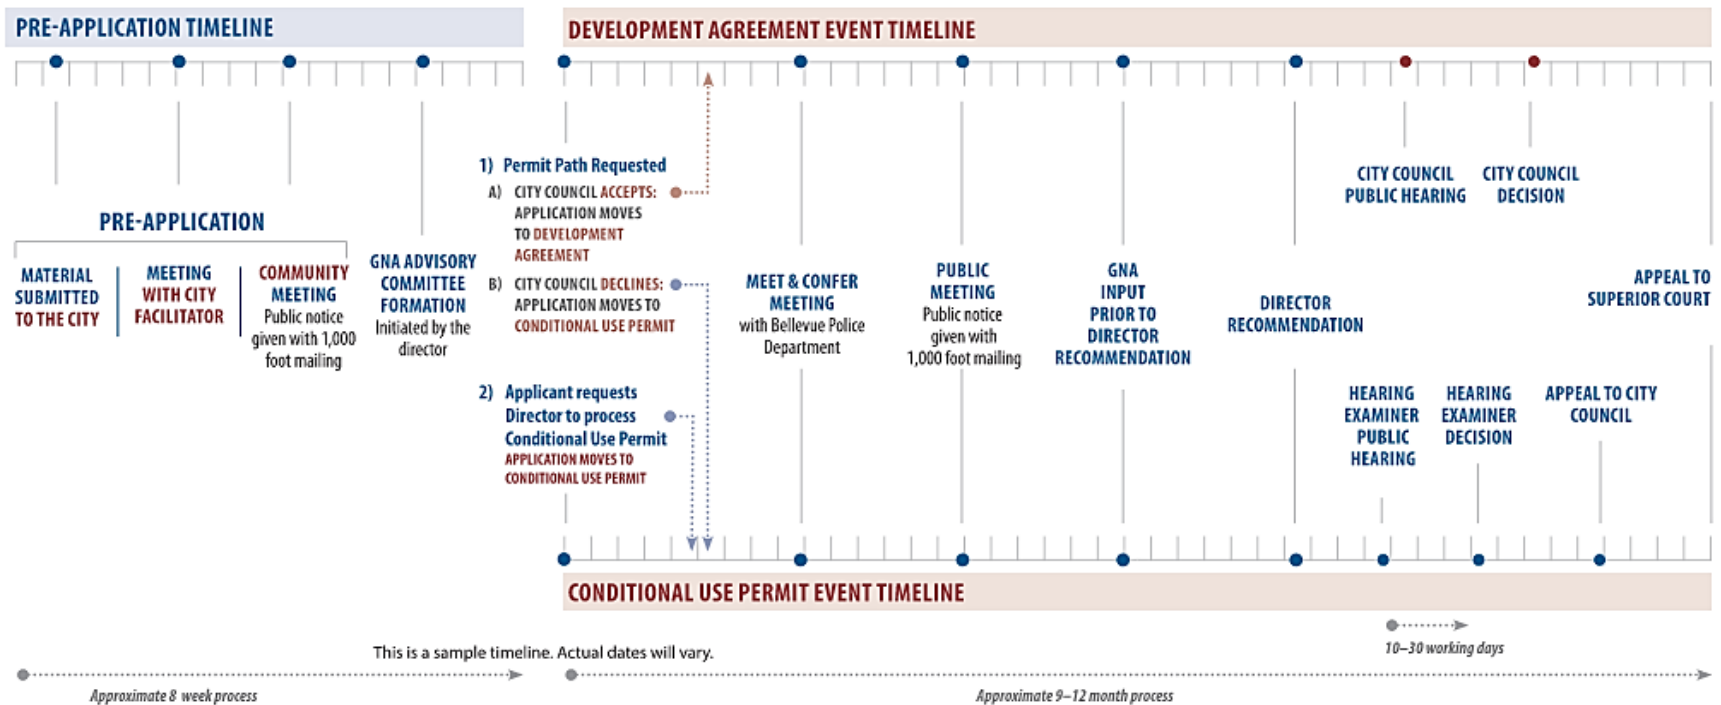 PRE-APPLICATION TIMELINE
DEVELOPMENT AGREEMENT EVENT TIMELINE
PRE-APPLICATION
MATERIAL
SUBMITTED
TO THE CITY
MEETING
WITH CITY
FACILITATOR
COMMUNITY
MEETING
Public notice
given with 1,000
foot mailing
GNA ADVISORY
COMMITTEE
FORMATION
Initiated by the
director
1) Permit Path Requested
A) CITY COUNCIL ACCEPTS:
APPLICATION MOVES
TO DEVELOPMENT
AGREEMENT
B) CITY COUNCIL DECLINES:
APPLICATION MOVES TO
CONDITIONAL USE PERMIT
2) Applicant requests
Director to process
Conditional Use Permit
APPLICATION MOVES TO
CONDITIONAL USE PERMIT
MEET & CONFER
MEETING
with Bellevue Police
Department
PUBLIC
MEETING
Public notice
given with
1,000 foot mailing
GNA
INPUT
PRIOR TO
DIRECTOR
RECOMMENDATION
DIRECTOR
RECOMMENDATION
CITY COUNCIL
PUBLIC HEARING
CITY COUNCIL
DECISION
APPEAL TO
SUPERIOR COURT
HEARING
EXAMINER
PUBLIC
HEARING
HEARING
EXAMINER
DECISION
APPEAL TO CITY
COUNCIL
CONDITIONAL USE PERMIT EVENT TIMELINE
10–30 working days
This is a sample timeline. Actual dates will vary.
Approximate 8 week process
Approximate 9–12 month process